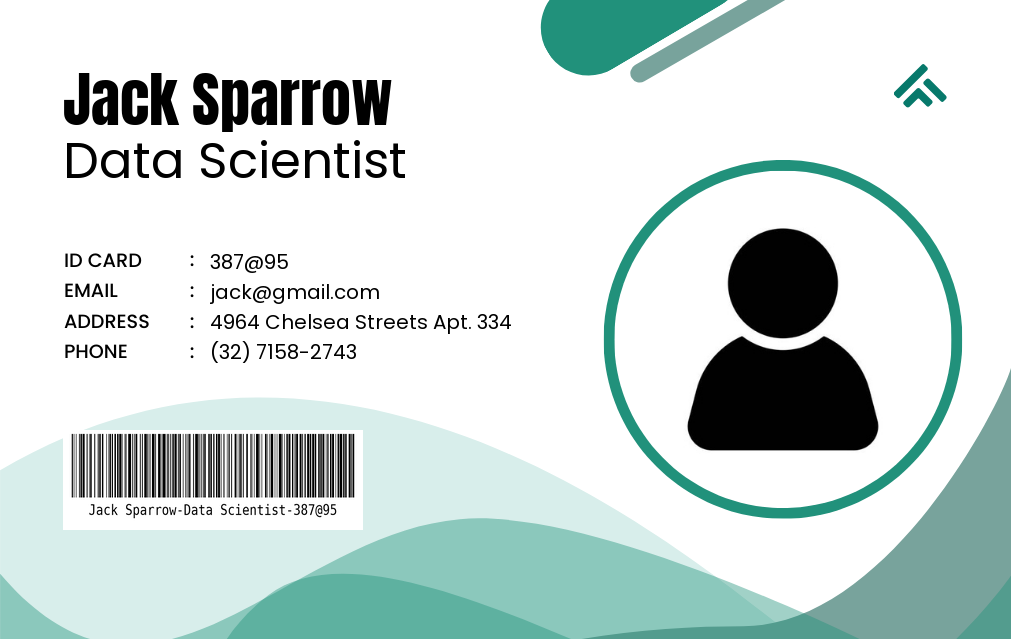 Jack Sparrow
Data Scientist
ID CARD : 387@95
EMAIL : jack@gmail.com
ADDRESS : 4964 Chelsea Streets Apt. 334
PHONE : (32) 7158-2743
Jack Sparrow-Data Scientist-387@95